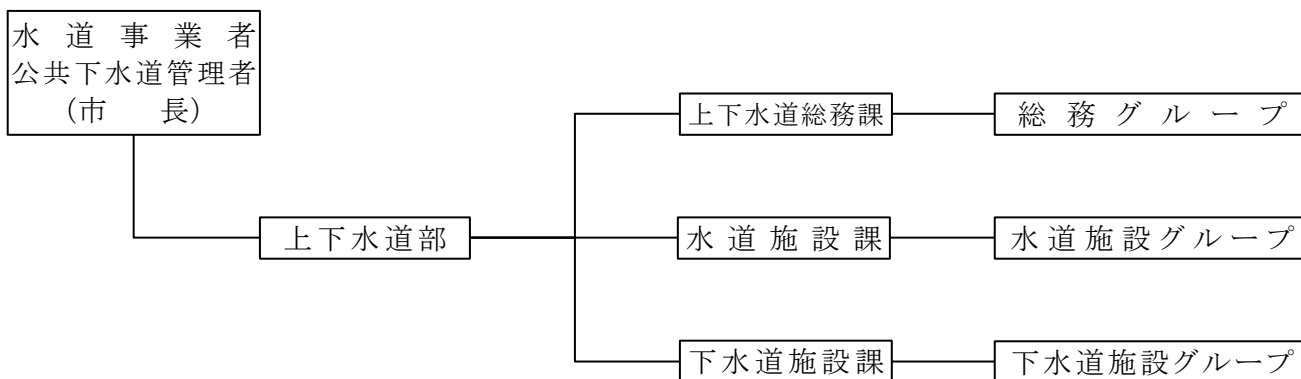 水道事業者
公共下水道管理者
(市長)
上下水道総務課
総務グループ
上下水道部
水道施設課
水道施設グループ
下水道施設課
下水道施設グループ